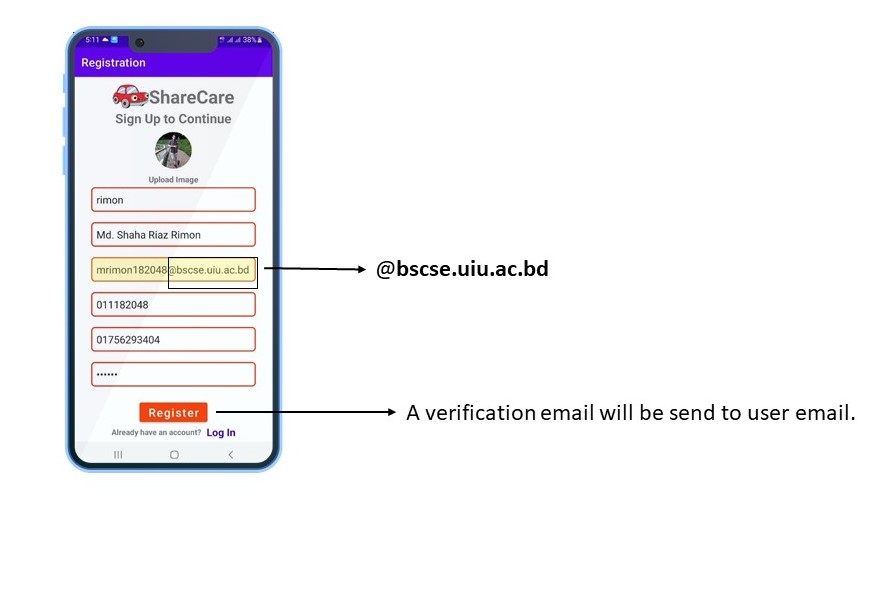 5:11 38%
Registration
ShareCare
Sign Up to Continue
Upload Image
rimon
Md. Shaha Riaz Rimon
mrimon182048@bscse.uiu.ac.bd
@bscse.uiu.ac.bd
011182048
01756293404
••••••
Register
A verification email will be send to user email.
Already have an account? Log In